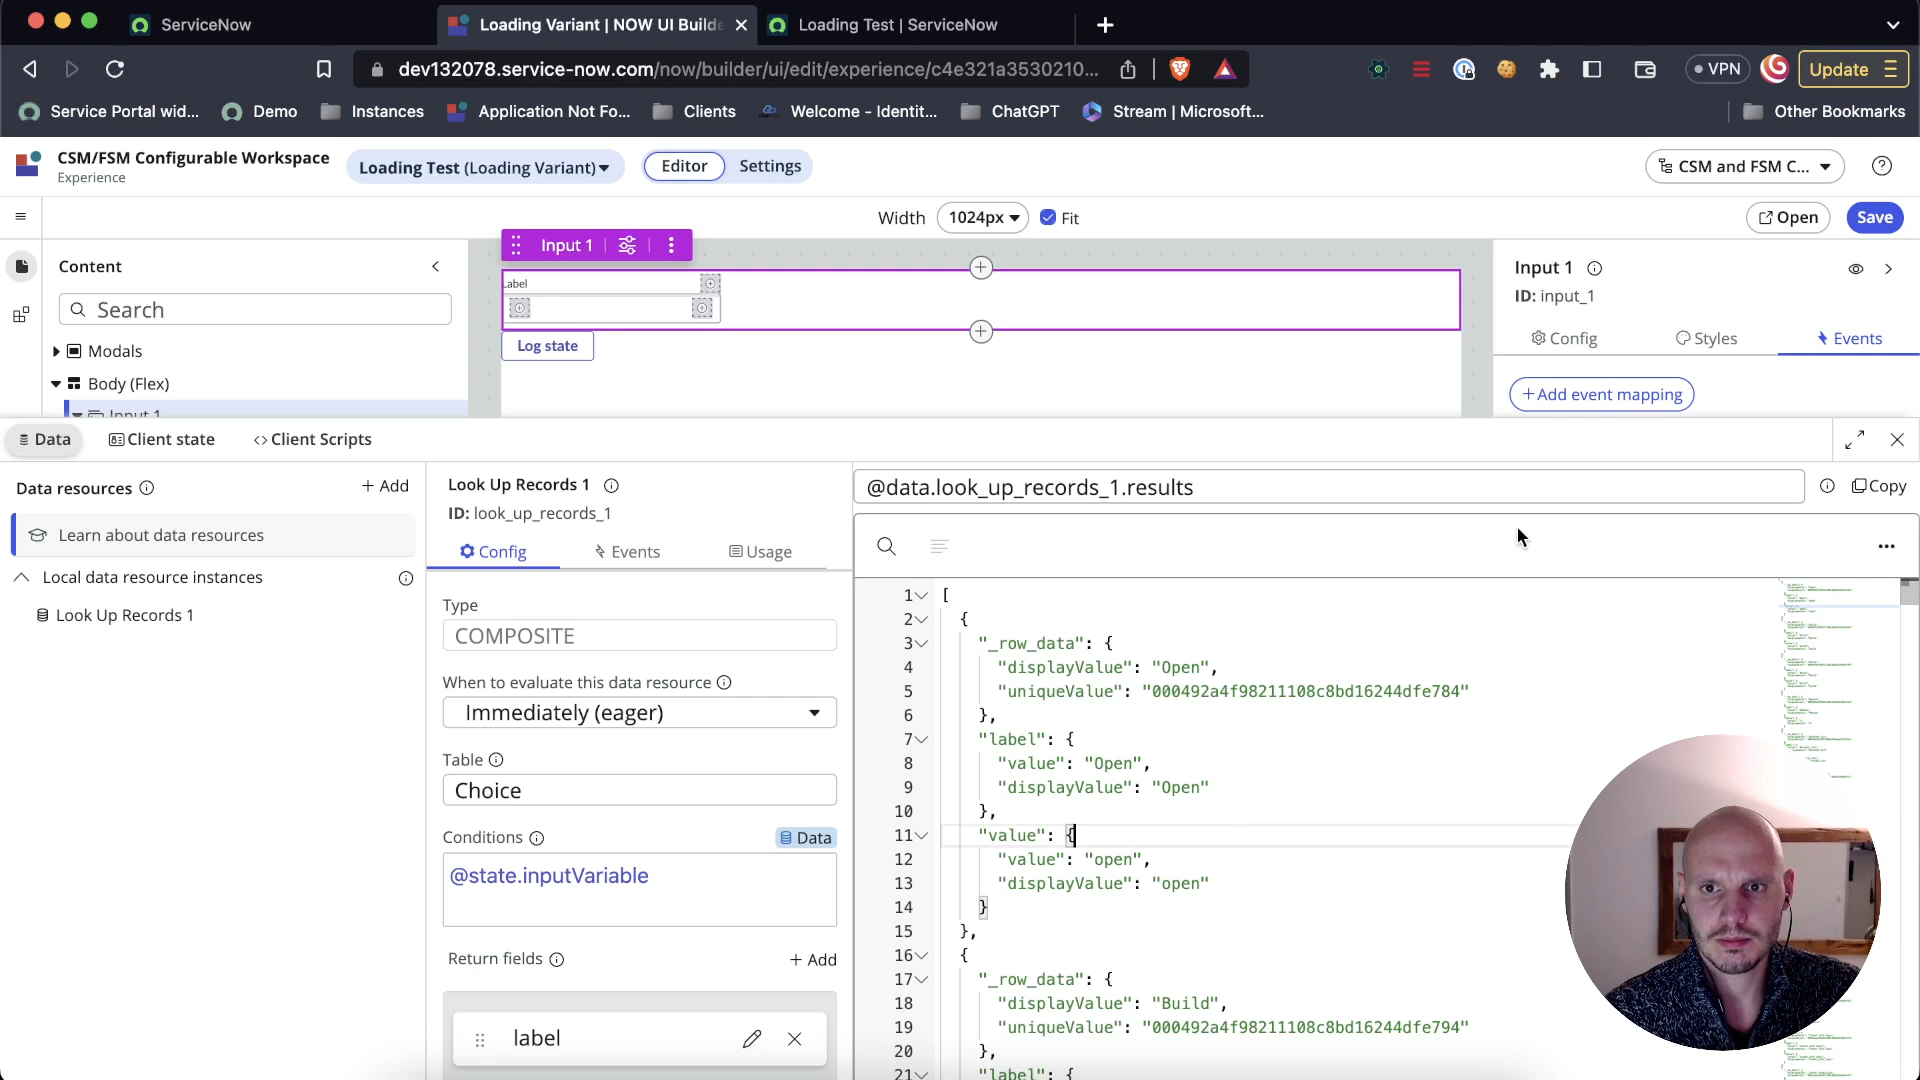 ServiceNow
Loading Variant | NOW UI Builde
Loading Test | ServiceNow
dev132078.service-now.com/now/builder/ui/edit/experience/c4e321a3530210...
VPN
Update
Service Portal wid...
Demo
Instances
Application Not Fo...
Clients
Welcome - Identit...
ChatGPT
Stream | Microsoft...
Other Bookmarks
CSM/FSM Configurable Workspace
Experience
Loading Test (Loading Variant)
Editor
Settings
CSM and FSM C...
Width
1024px
Fit
Open
Save
Content
Search
Modals
Body (Flex)
Input 1
Input 1
Label
Log state
Input 1
ID: input_1
Config
Styles
Events
+ Add event mapping
Data
Client state
Client Scripts
Data resources
+ Add
Learn about data resources
Local data resource instances
Look Up Records 1
Look Up Records 1
ID: look_up_records_1
Config
Events
Usage
Type
COMPOSITE
When to evaluate this data resource
Immediately (eager)
Table
Choice
Conditions
Data
@state.inputVariable
Return fields
+ Add
label
@data.look_up_records_1.results
Copy
1 [
2 {
3 "_row_data": {
4 "displayValue": "Open",
5 "uniqueValue": "000492a4f98211108c8bd16244dfe784"
6 },
7 "label": {
8 "value": "Open",
9 "displayValue": "Open"
10 },
11 "value": {
12 "value": "open",
13 "displayValue": "open"
14 }
15 },
16 {
17 "_row_data": {
18 "displayValue": "Build",
19 "uniqueValue": "000492a4f98211108c8bd16244dfe794"
20 },
21 "label": {